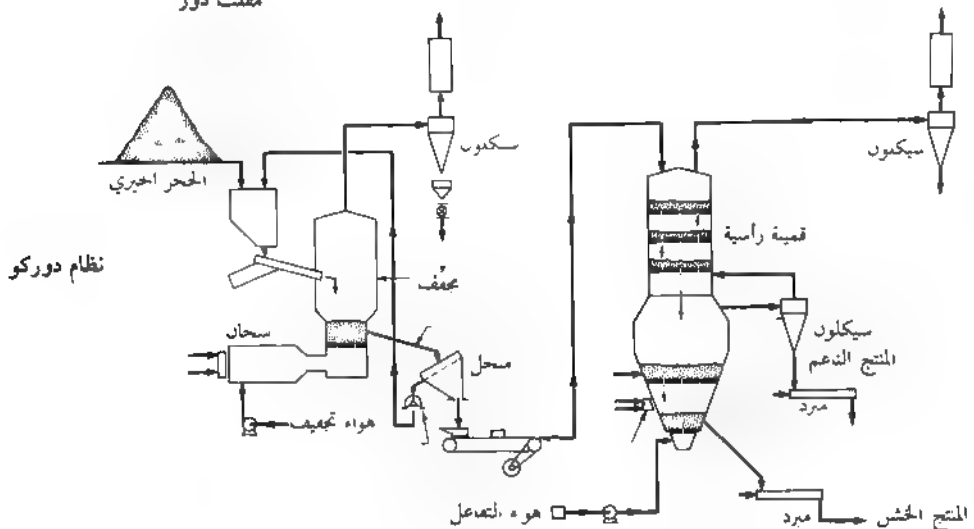 سيكلون
سيكلون
الحجر الجيري
قمينة رأسية
نظام دوركو
مجفف
سيكلون
المنتج الناعم
سخان
منخل
مبرد
هواء تجفيف
هواء التفاعل
مبرد
المنتج الخشن